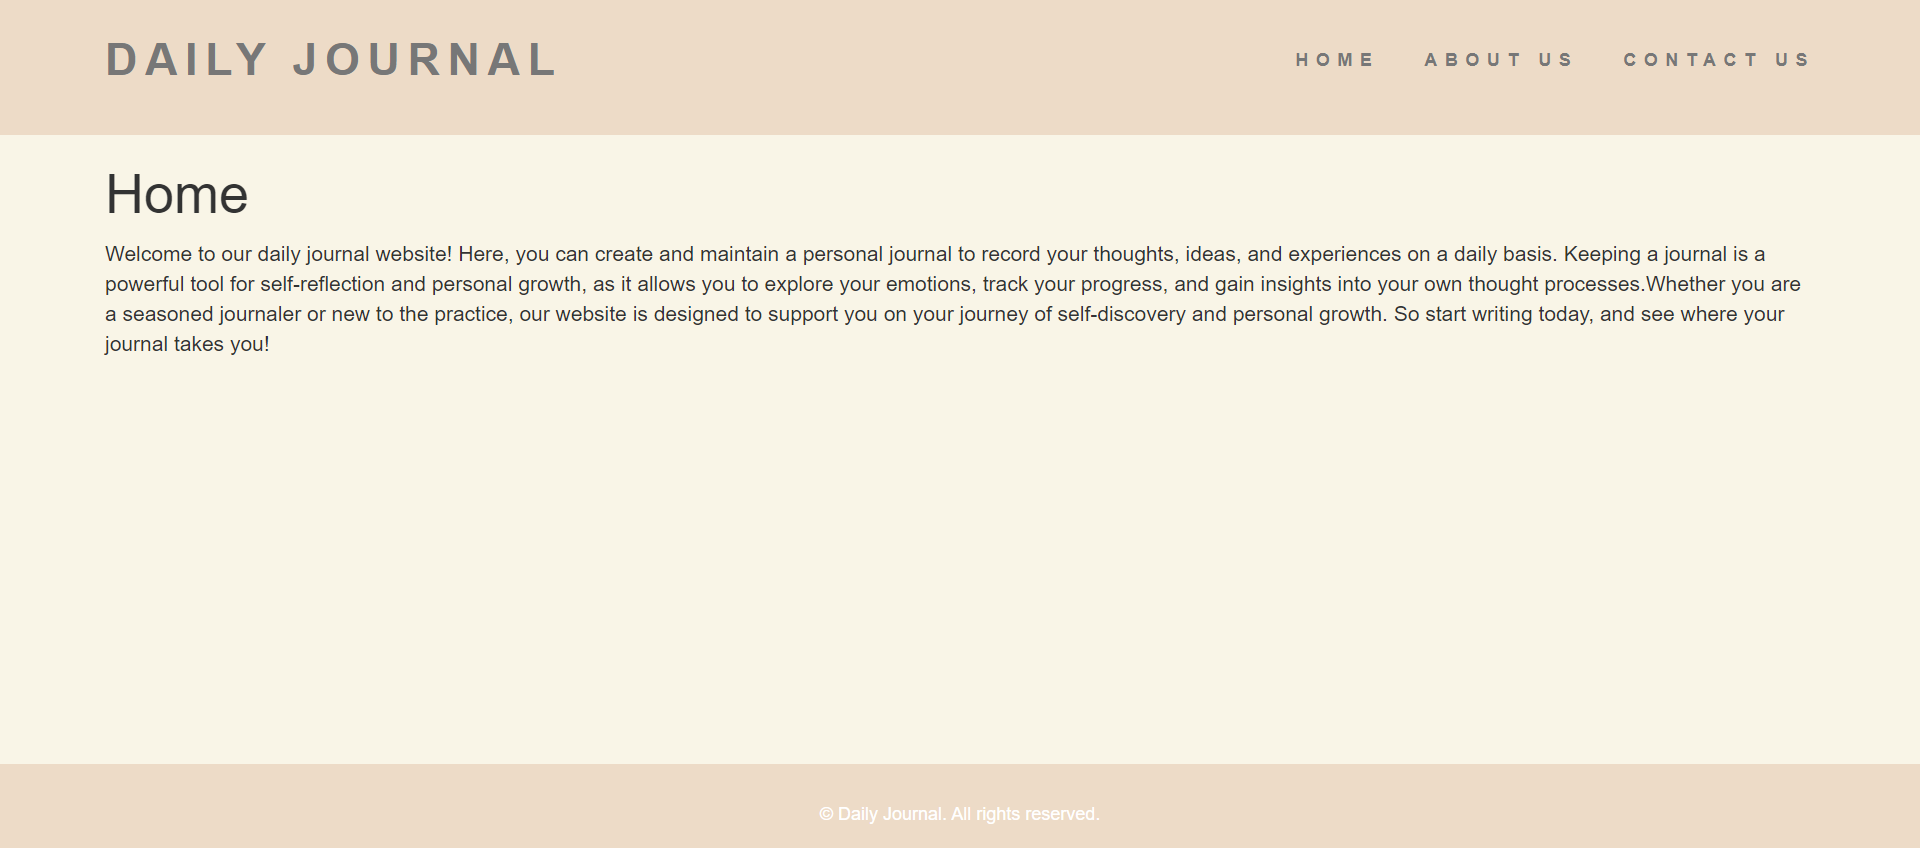 DAILY JOURNAL
HOME ABOUT US CONTACT US
Home
Welcome to our daily journal website! Here, you can create and maintain a personal journal to record your thoughts, ideas, and experiences on a daily basis. Keeping a journal is a
powerful tool for self-reflection and personal growth, as it allows you to explore your emotions, track your progress, and gain insights into your own thought processes.Whether you are
a seasoned journaler or new to the practice, our website is designed to support you on your journey of self-discovery and personal growth. So start writing today, and see where your
journal takes you!
© Daily Journal. All rights reserved.